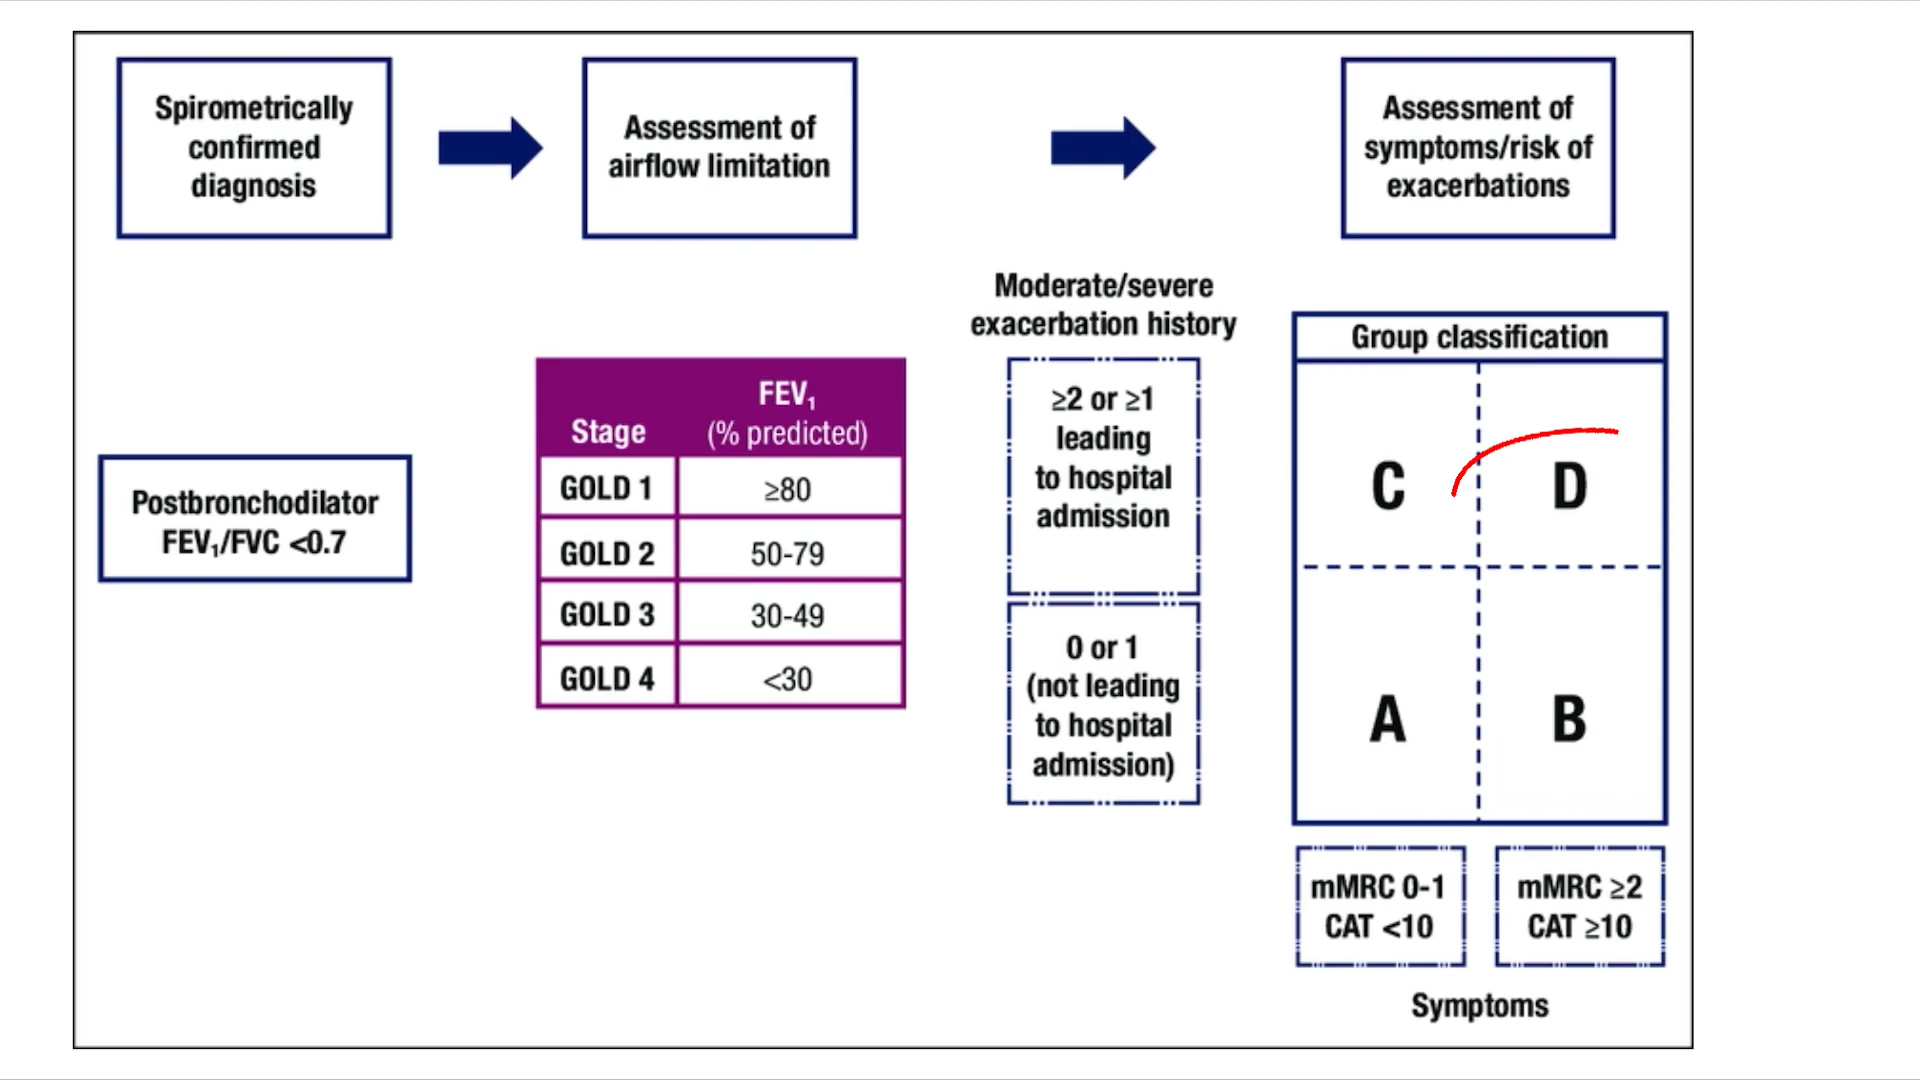 Spirometrically
confirmed
diagnosis
Assessment of
airflow limitation
Assessment of
symptoms/risk of
exacerbations
Postbronchodilator
FEV₁/FVC <0.7
Stage
FEV₁
(% predicted)
GOLD 1
≥80
GOLD 2
50-79
GOLD 3
30-49
GOLD 4
<30
Moderate/severe
exacerbation history
≥2 or ≥1
leading
to hospital
admission
0 or 1
(not leading
to hospital
admission)
Group classification
C
D
A
B
mMRC 0-1
CAT <10
mMRC ≥2
CAT ≥10
Symptoms